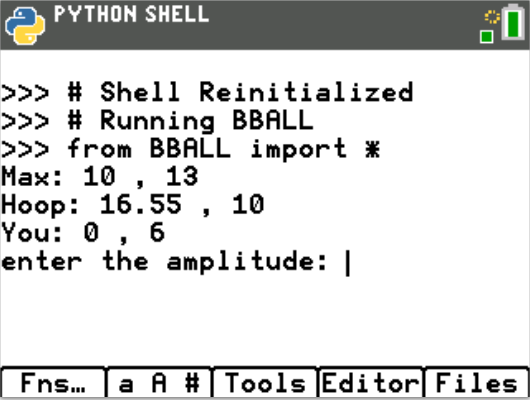 PYTHON SHELL
>>> # Shell Reinitialized
>>> # Running BBALL
>>> from BBALL import *
Max: 10 , 13
Hoop: 16.55 , 10
You: 0 , 6
enter the amplitude: |
Fns… a A # Tools Editor Files